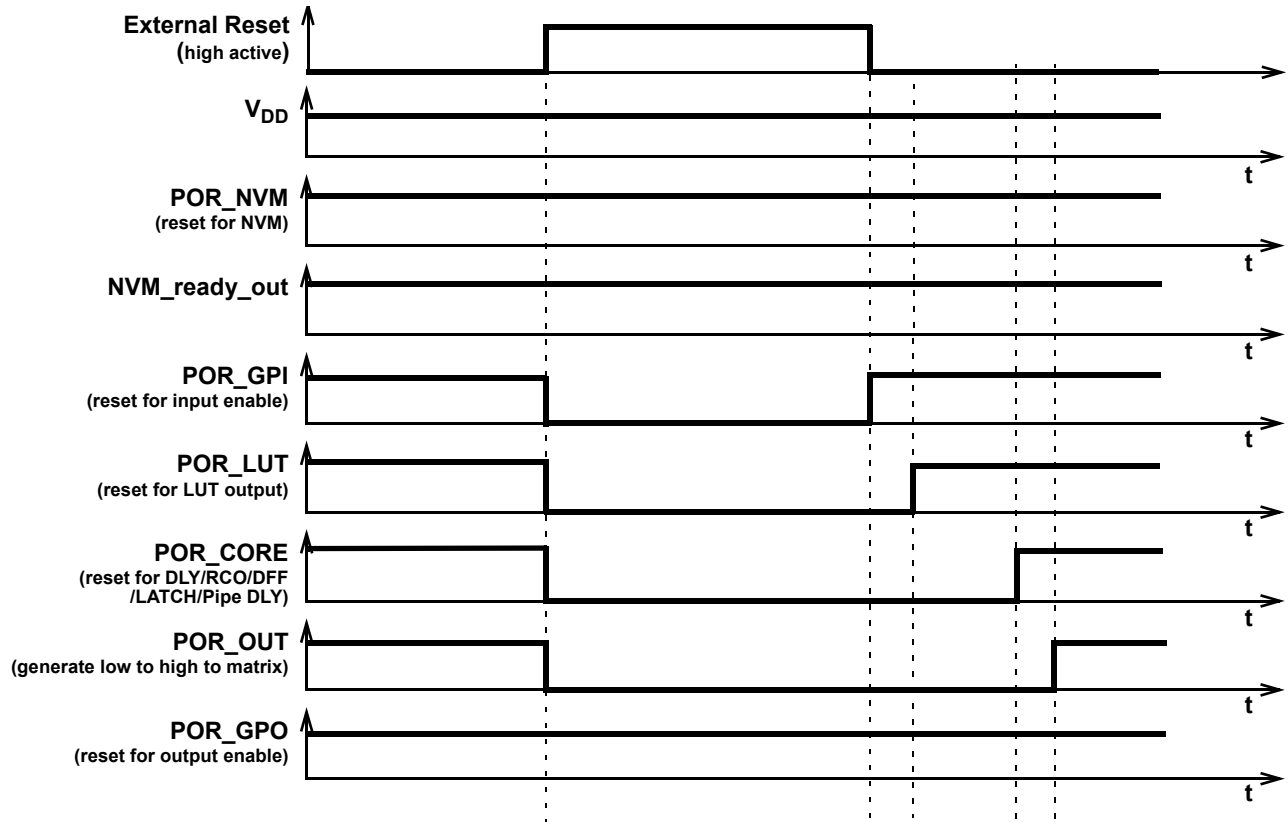 External Reset
(high active)
VDD
t
POR_NVM
(reset for NVM)
t
NVM_ready_out
t
POR_GPI
(reset for input enable)
t
POR_LUT
(reset for LUT output)
t
POR_CORE
(reset for DLY/RCO/DFF
/LATCH/Pipe DLY)
t
POR_OUT
(generate low to high to matrix)
t
POR_GPO
(reset for output enable)
t